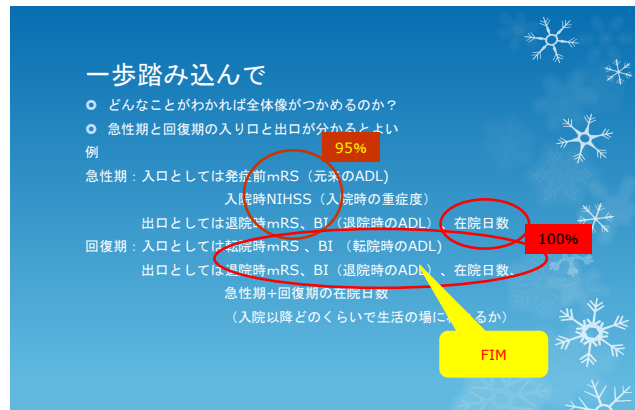 一歩踏み込んで
どんなことがわかれば全体像がつかめるのか？
急性期と回復期の入り口と出口が分かるとよい
例
95%
急性期：入口としては発症前mRS（元来のADL)
入院時NIHSS（入院時の重症度）
出口としては退院時mRS、BI（退院時のADL）、在院日数
100%
回復期：入口としては転院時mRS 、BI （転院時のADL)
出口としては退院時mRS、BI（退院時のADL）、在院日数、
急性期+回復期の在院日数
（入院以降どのくらいで生活の場に るか）
FIM